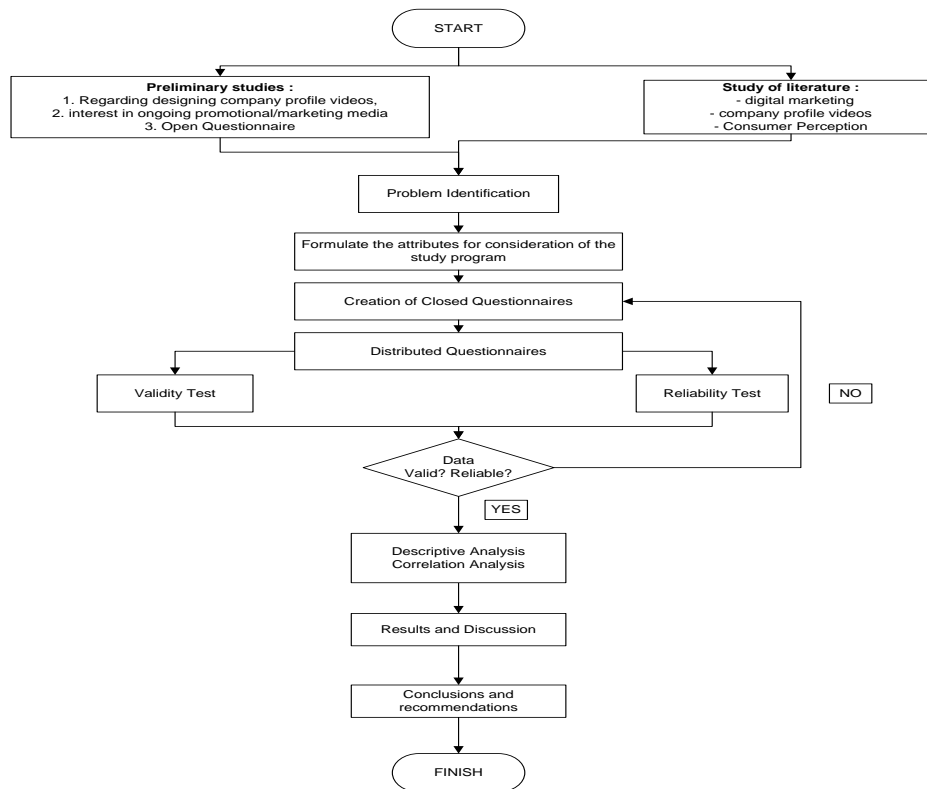 START
Preliminary studies :
1. Regarding designing company profile videos,
2. interest in ongoing promotional/marketing media
3. Open Questionnaire
Study of literature :
- digital marketing
- company profile videos
- Consumer Perception
Problem Identification
Formulate the attributes for consideration of the
study program
Creation of Closed Questionnaires
Distributed Questionnaires
Validity Test
Reliability Test
NO
Data
Valid? Reliable?
YES
Descriptive Analysis
Correlation Analysis
Results and Discussion
Conclusions and
recommendations
FINISH